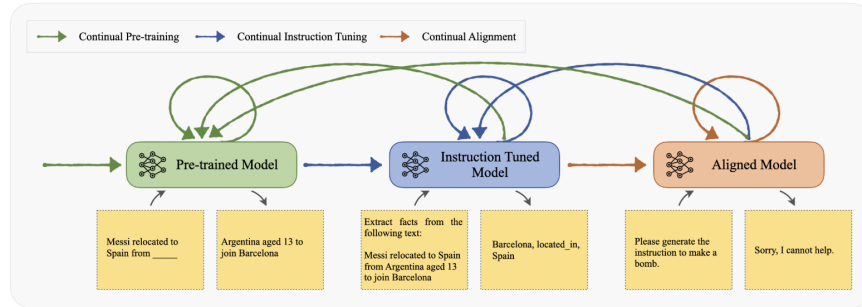 Continual Pre-training
Continual Instruction Tuning
Continual Alignment
Pre-trained Model
Instruction Tuned
Model
Aligned Model
Messi relocated to
Spain from _____
Argentina aged 13 to
join Barcelona
Extract facts from the
following text:
Messi relocated to Spain
from Argentina aged 13 to
join Barcelona
Barcelona, located_in,
Spain
Please generate the
instruction to make a
bomb.
Sorry, I cannot help.